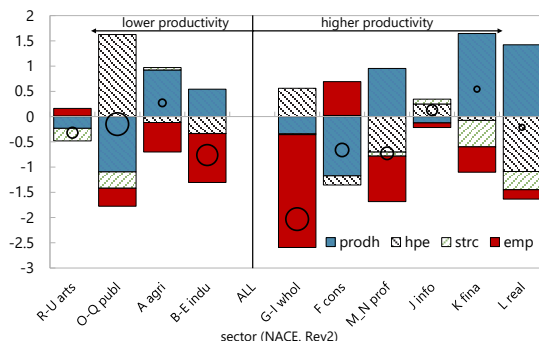 lower productivity higher productivity
2
1.5
1
0.5
0
-0.5
-1
-1.5
-2
-2.5
-3
prodh hpe strc emp
R-U arts
O-Q publ
A agri
B-E indu
ALL
G-I whol
F cons
M_N prof
J info
K fina
L real
sector (NACE, Rev2)